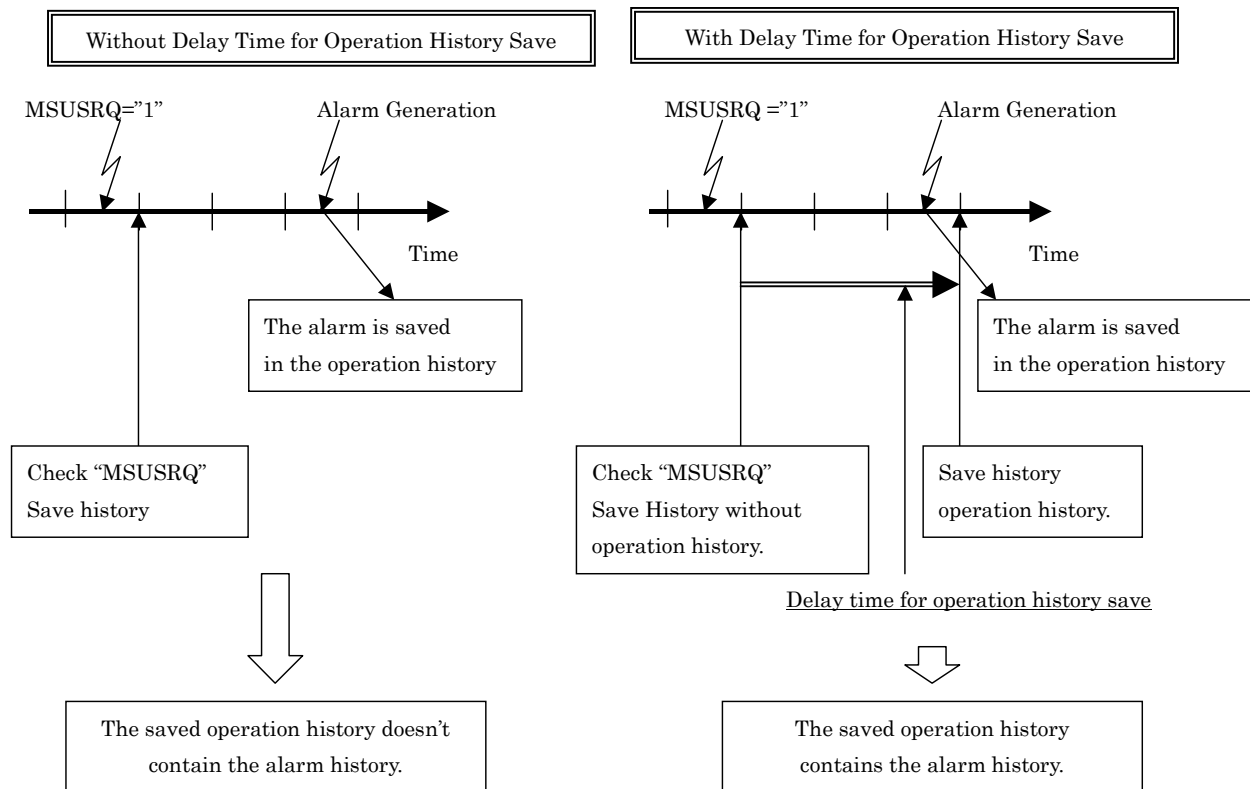 Without Delay Time for Operation History Save
MSUSRQ=”1”
Alarm Generation
Time
The alarm is saved
in the operation history
Check “MSUSRQ”
Save history
The saved operation history doesn’t
contain the alarm history.
With Delay Time for Operation History Save
MSUSRQ =”1”
Alarm Generation
Time
The alarm is saved
in the operation history
Check “MSUSRQ”
Save History without
operation history.
Save history
operation history.
Delay time for operation history save
The saved operation history
contains the alarm history.